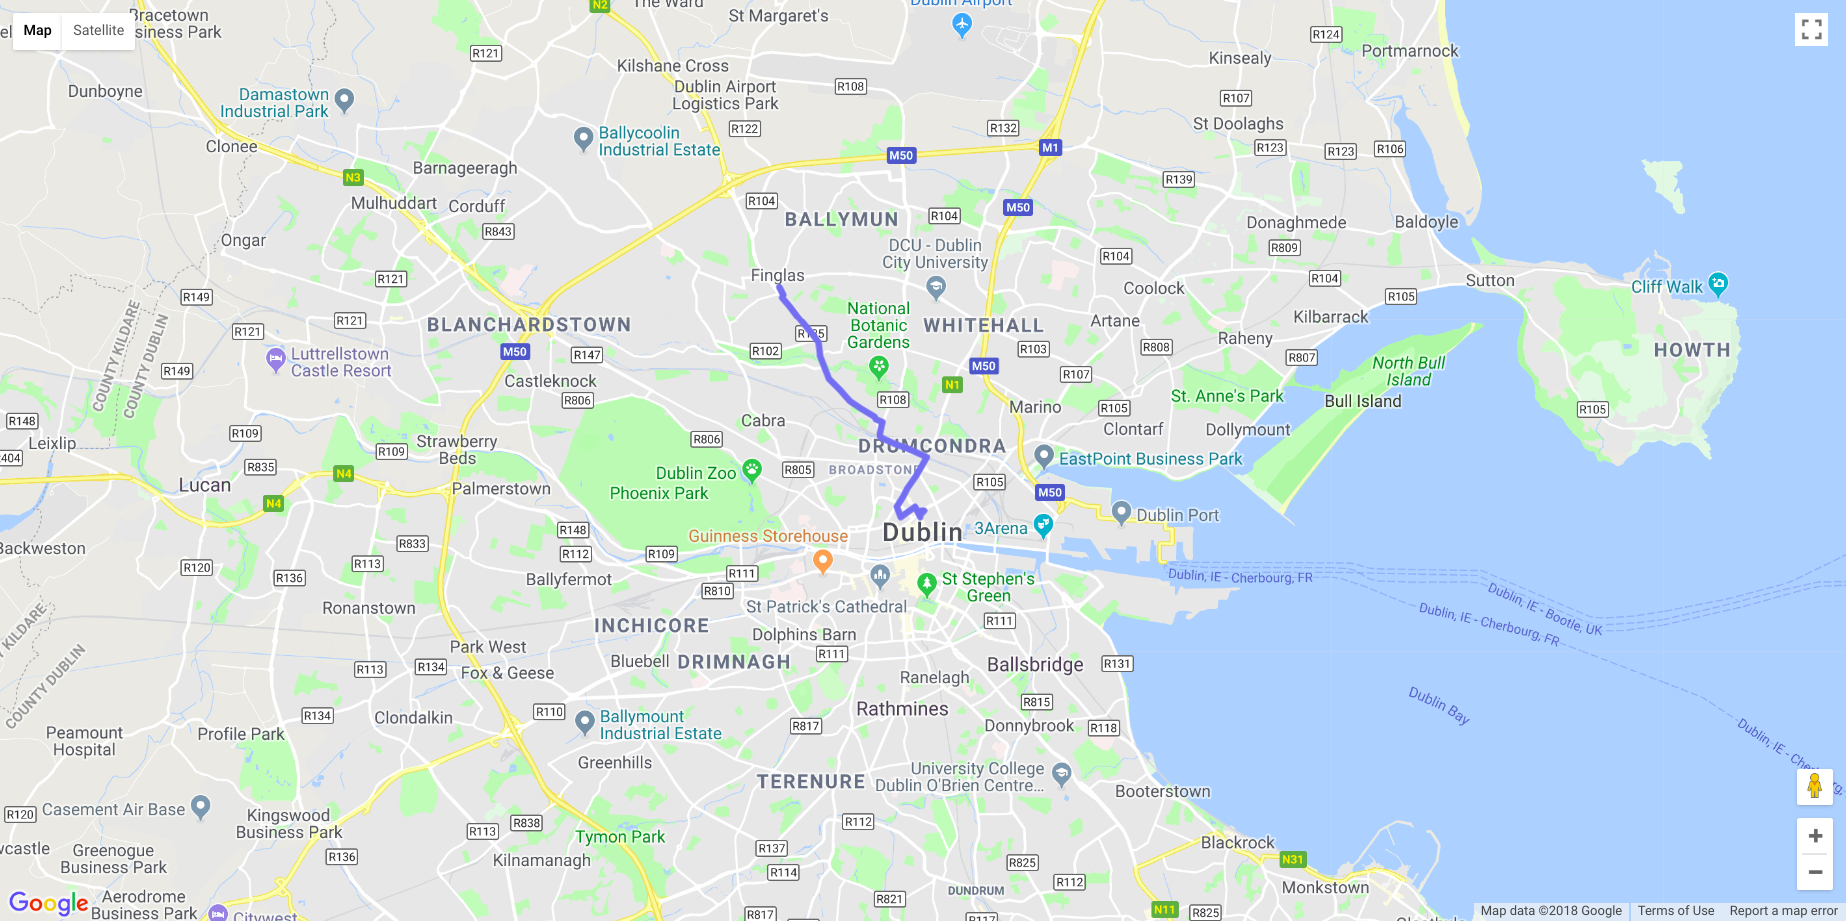 Bracetown
Business Park
N2
The Ward
St Margaret's
Dublin Airport
R124
Portmarnock
Map
Satellite
R121
Kilshane Cross
Kinsealy
Dunboyne
Damastown
Industrial Park
Dublin Airport
Logistics Park
R108
R107
Clonee
Ballycoolin
Industrial Estate
R122
R132
St Doolaghs
M50
M1
R123
R123
R106
Barnageeragh
N3
R139
Mulhuddart
Corduff
R104
BALLYMUN
R104
M50
Donaghmede
Baldoyle
R843
Ongar
DCU - Dublin
City University
R104
R809
R121
Finglas
R104
Sutton
R149
Coolock
R105
Cliff Walk
National
Botanic
Gardens
COUNTY KILDARE
COUNTY DUBLIN
R121
BLANCHARDSTOWN
R135
WHITEHALL
Artane
Kilbarrack
Raheny
M50
R102
R103
R108
R808
R807
HOWTH
Luttrellstown
Castle Resort
R147
M50
North Bull
Island
R149
Castleknock
N1
R107
R806
R108
St. Anne's Park
Bull Island
R148
R109
Marino
R105
R105
Leixlip
Strawberry
Beds
R806
Cabra
Clontarf
Dollymount
R404
R835
R109
DRUMCONDRA
EastPoint Business Park
N4
Dublin Zoo
R805
BROADSTONE
Lucan
N4
Palmerstown
Phoenix Park
R105
M50
Dublin Port
R148
Guinness Storehouse
Dublin
3Arena
Backweston
R833
R112
R109
R120
R136
Ballyfermot
R111
R810
St Stephen's
Green
Dublin, IE - Cherbourg, FR
Dublin, IE - Bootle, UK
Dublin, IE - Cherbourg, FR
Ronanstown
St Patrick's Cathedral
COUNTY KILDARE
COUNTY DUBLIN
INCHICORE
Dolphins Barn
R111
Park West
Bluebell
DRIMNAGH
R111
Ballsbridge
R131
R113
R134
Fox & Geese
Ranelagh
R815
Dublin Bay
R134
Clondalkin
R110
Ballymount
Industrial Estate
R817
Rathmines
Donnybrook
R118
Dublin, IE - Cherbourg,
Peamount
Hospital
Profile Park
Greenhills
TERENURE
University College
Dublin O'Brien Centre...
Booterstown
Casement Air Base
R120
Kingswood
Business Park
R113
R838
Tymon Park
R112
Blackrock
Greenogue
Business Park
R136
Kilnamanagh
R137
R114
R825
N31
R112
Monkstown
Aerodrome
Business Park
R821
DUNDRUM
Google
Citywest
R817
R117
N11
R825
Map data ©2018 Google
Terms of Use
Report a map error